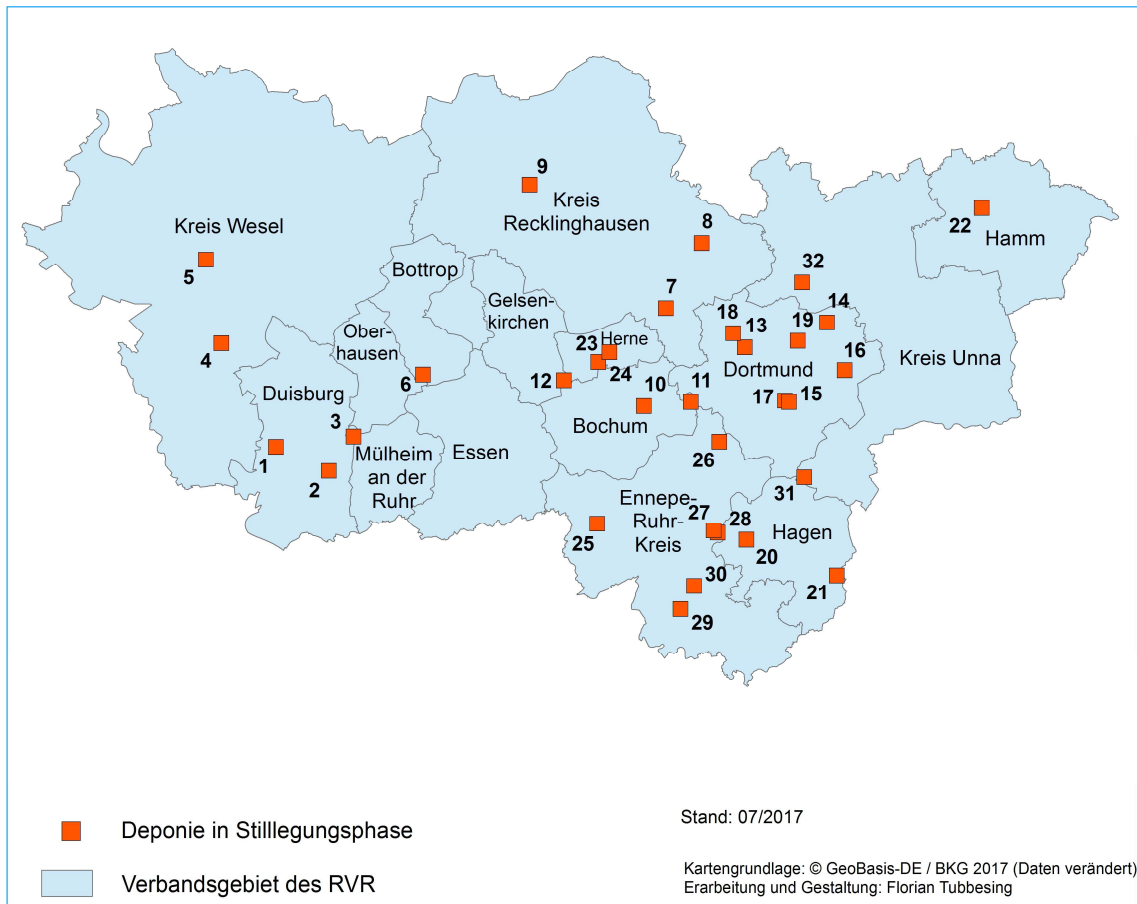 9
Kreis
Recklinghausen
8
Kreis Wesel
22
Hamm
5
Bottrop
32
7
Gelsen-
kirchen
14
18
13
19
Ober-
hausen
23
Herne
16
4
Kreis Unna
6
12
24
Dortmund
Duisburg
10
11
17
15
3
Bochum
1
Mülheim
an der
Ruhr
Essen
26
2
31
Ennepe-
Ruhr-
Kreis
27
28
Hagen
25
20
30
21
29
Deponie in Stilllegungsphase
Stand: 07/2017
Verbandsgebiet des RVR
Kartengrundlage: © GeoBasis-DE / BKG 2017 (Daten verändert)
Erarbeitung und Gestaltung: Florian Tubbesing